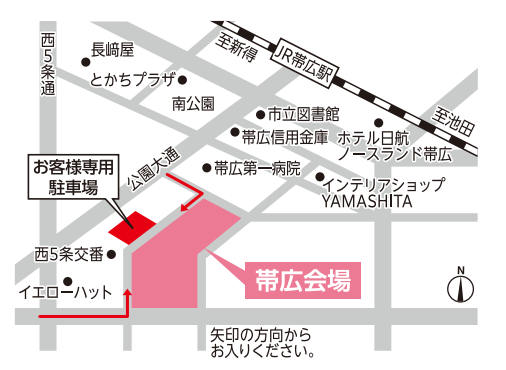 西5条通
長﨑屋
とかちプラザ
南公園
至新得
JR帯広駅
至池田
市立図書館
帯広信用金庫
ホテル日航
ノースランド帯広
帯広第一病院
インテリアショップ
YAMASHITA
公園大通
お客様専用
駐車場
西5条交番
イエローハット
帯広会場
N
矢印の方向から
お入りください。